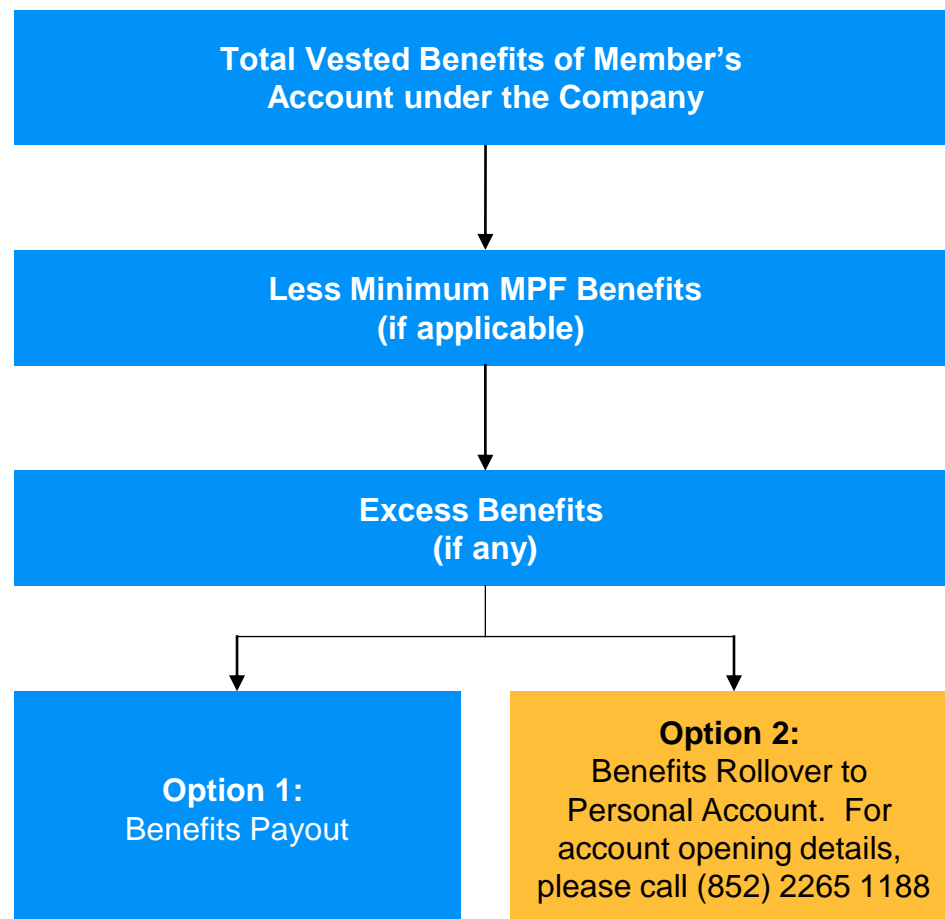 Total Vested Benefits of Member’s
Account under the Company
Less Minimum MPF Benefits
(if applicable)
Excess Benefits
(if any)
Option 1:
Benefits Payout
Option 2:
Benefits Rollover to
Personal Account.  For
account opening details,
please call (852) 2265 1188